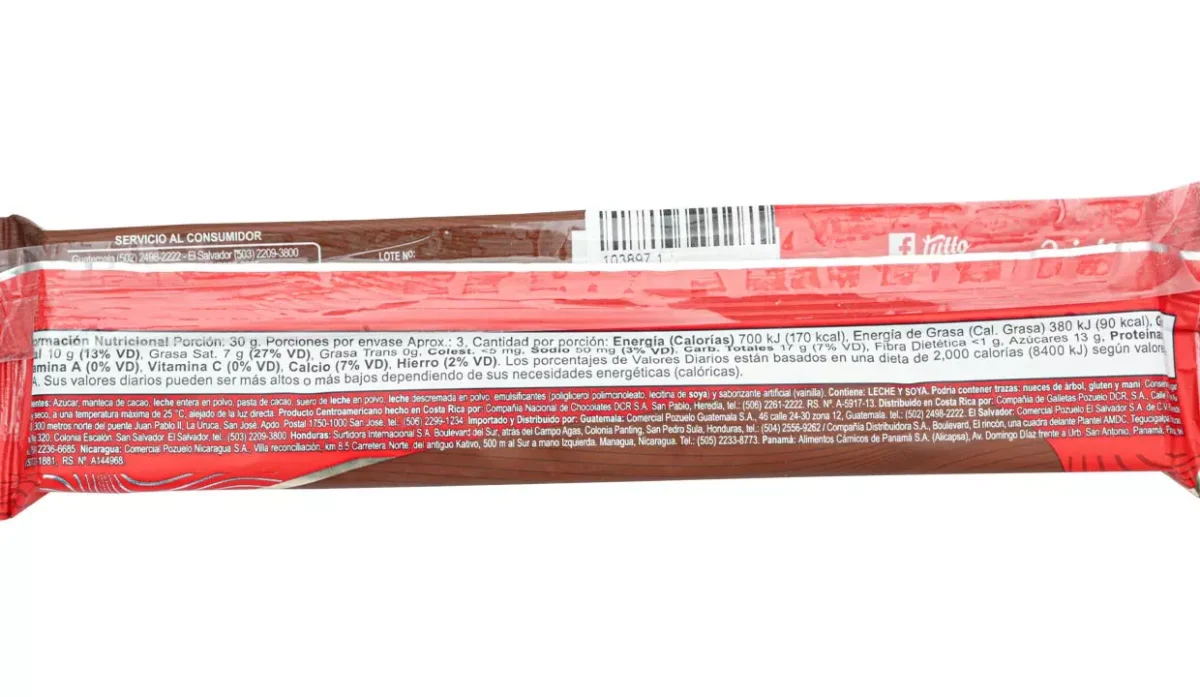 SERVICIO AL CONSUMIDOR
Guatemala (502) 2498-2222 - El Salvador (503) 2209-3800
LOTE NO:
103897 1
f Tutto
ormación Nutricional Porción: 30 g. Porciones por envase Aprox.: 3, Cantidad por porción: Energía (Calorías) 700 kJ (170 kcal), Energía de Grasa (Cal. Grasa) 380 kJ (90 kcal), G
al 10 g (13% VD), Grasa Sat. 7 g (27% VD), Grasa Trans 0g, Colest. <5 mg, Sodio 50 mg (3% VD), Carb. Totales 17 g (7% VD), Fibra Dietética <1 g, Azúcares 13 g, Proteína
amina A (0% VD), Vitamina C (0% VD), Calcio (7% VD), Hierro (2% VD). Los porcentajes de Valores Diarios están basados en una dieta de 2,000 calorías (8400 kJ) según valor
A. Sus valores diarios pueden ser más altos o más bajos dependiendo de sus necesidades energéticas (calóricas).
entes: Azúcar, manteca de cacao, leche entera en polvo, pasta de cacao, suero de leche en polvo, leche descremada en polvo, emulsificantes (poliglicerol polirricinoleato, lecitina de soya) y saborizante artificial (vainilla). Contiene: LECHE Y SOYA. Podría contener trazas: nueces de árbol, gluten y maní
seco, a una temperatura máxima de 25 °C, alejado de la luz directa. Producto Centroamericano hecho en Costa Rica por: Compañía Nacional de Chocolates DCR S.A. San Pablo, Heredia, tel.: (506) 2261-2222. RS. N° A-5917-13. Distribuido en Costa Rica por: Compañía de Galletas Pozuelo DCR, S.A., Calle
300 metros norte del puente Juan Pablo II, La Uruca, San José. Apdo. Postal 1750-1000 San José, tel.: (506) 2299-1234 Importado y Distribuido por: Guatemala: Comercial Pozuelo Guatemala S.A., 46 calle 24-30 zona 12, Guatemala. tel.: (502) 2498-2222. El Salvador: Comercial Pozuelo El Salvador S.A. de C.V
320, Colonia Escalón. San Salvador. El Salvador, tel. (503) 2209-3800 Honduras: Surtidora Internacional S.A. Boulevard del Sur, atrás del Campo Agas, Colonia Panting, San Pedro Sula, Honduras, tel.: (504) 2556-9262 / Compañía Distribuidora S.A., Boulevard, El rincón, una cuadra delante Plantel AMDC. Tegucigalpa
2236-6685 Nicaragua: Comercial Pozuelo Nicaragua S.A., Villa reconciliación, km 8.5 Carretera Norte, del antiguo Kativo, 500 m al Sur a mano Izquierda. Managua, Nicaragua. Tel.: (505) 2233-8773. Panamá: Alimentos Cárnicos de Panamá S.A. (Alicapsa), Av. Domingo Díaz frente a Urb. San Antonio. Panamá
-1881, RS N° A144968